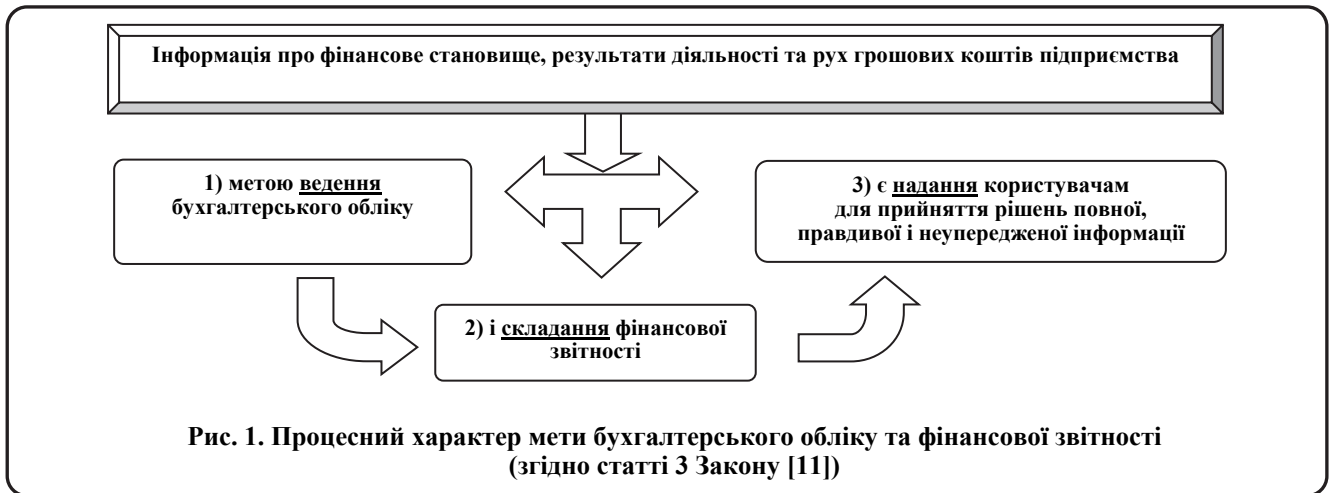 Інформація про фінансове становище, результати діяльності та рух грошових коштів підприємства
1) метою ведення
бухгалтерського обліку
2) і складання фінансової
звітності
3) є надання користувачам
для прийняття рішень повної,
правдивої і неупередженої інформації
Рис. 1. Процесний характер мети бухгалтерського обліку та фінансової звітності
(згідно статті 3 Закону [11])